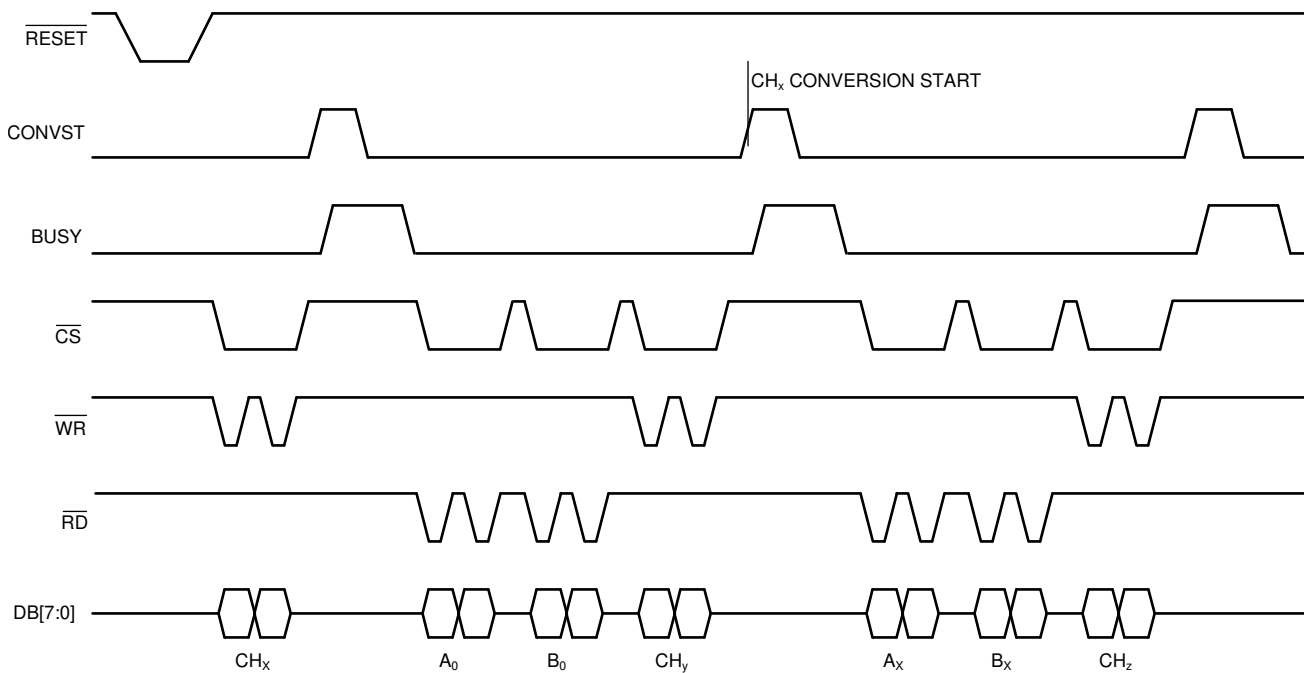 RESET
CHx CONVERSION START
CONVST
BUSY
CS
WR
RD
DB[7:0]
CHX A0 B0 CHy AX BX CHz